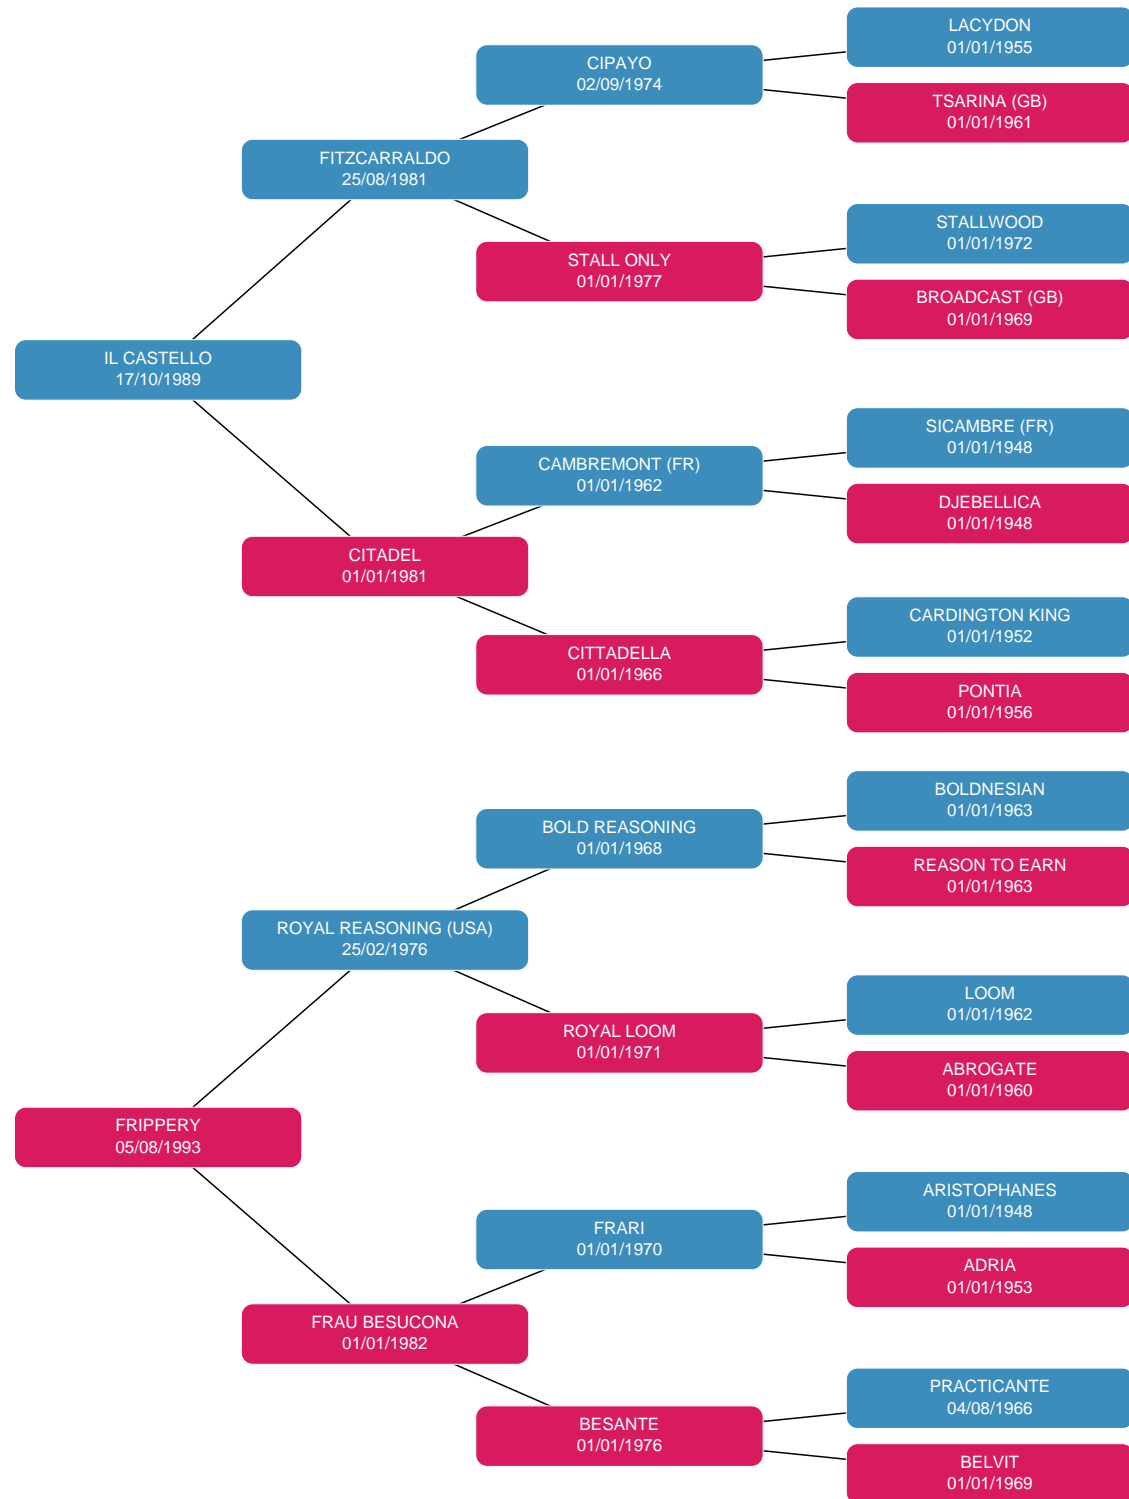 LACYDON
01/01/1955
CIPAYO
02/09/1974
TSARINA (GB)
01/01/1961
FITZCARRALDO
25/08/1981
STALLWOOD
01/01/1972
STALL ONLY
01/01/1977
BROADCAST (GB)
01/01/1969
IL CASTELLO
17/10/1989
SICAMBRE (FR)
01/01/1948
CAMBREMONT (FR)
01/01/1962
DJEBELLICA
01/01/1948
CITADEL
01/01/1981
CARDINGTON KING
01/01/1952
CITTADELLA
01/01/1966
PONTIA
01/01/1956
BOLDNESIAN
01/01/1963
BOLD REASONING
01/01/1968
REASON TO EARN
01/01/1963
ROYAL REASONING (USA)
25/02/1976
LOOM
01/01/1962
ROYAL LOOM
01/01/1971
ABROGATE
01/01/1960
FRIPPERY
05/08/1993
ARISTOPHANES
01/01/1948
FRARI
01/01/1970
ADRIA
01/01/1953
FRAU BESUCONA
01/01/1982
PRACTICANTE
04/08/1966
BESANTE
01/01/1976
BELVIT
01/01/1969